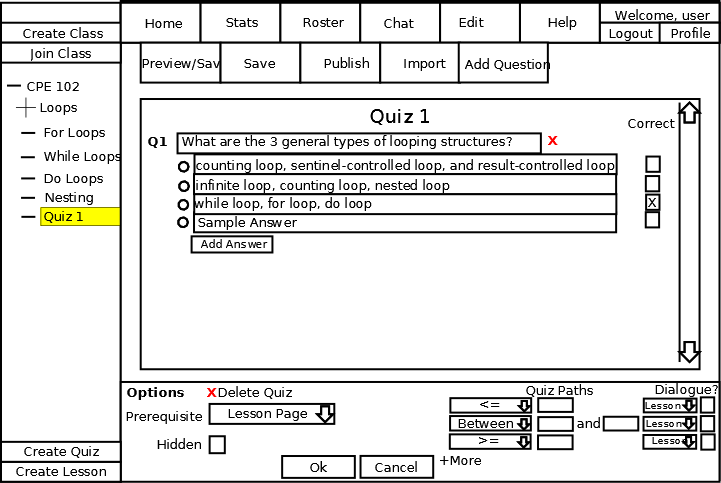 Home Stats Roster Chat Edit Help Welcome, user
Create Class Logout Profile
Join Class Preview/Sav Save Publish Import Add Question
CPE 102
Loops
For Loops
While Loops
Do Loops
Nesting
Quiz 1
Quiz 1
Correct
Q1 What are the 3 general types of looping structures? X
counting loop, sentinel-controlled loop, and result-controlled loop
infinite loop, counting loop, nested loop
while loop, for loop, do loop X
Sample Answer
Add Answer
Options X Delete Quiz Quiz Paths Dialogue?
Prerequisite Lesson Page <= Lesson
Between and Lesson
Hidden >= Lesso
Create Quiz +More
Create Lesson Ok Cancel